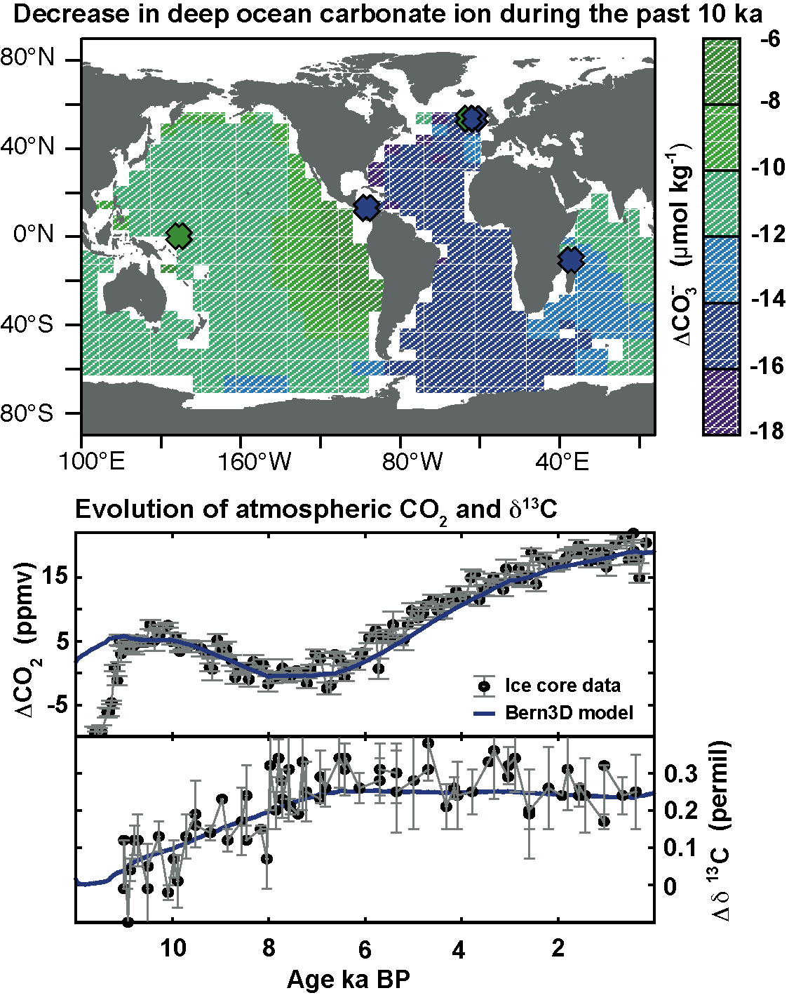 Decrease in deep ocean carbonate ion during the past 10 ka
80°N
40°N
0°N
40°S
80°S
100°E
160°W
80°W
40°E
-6
-8
-10
-12
-14
-16
-18
ΔCO₃⁻⁻ (µmol kg⁻¹)
Evolution of atmospheric CO₂ and δ¹³C
ΔCO₂ (ppmv)
15
5
-5
Ice core data
Bern3D model
0.3
0.2
0.1
0
Δδ ¹³C (permil)
10
8
6
4
2
Age ka BP